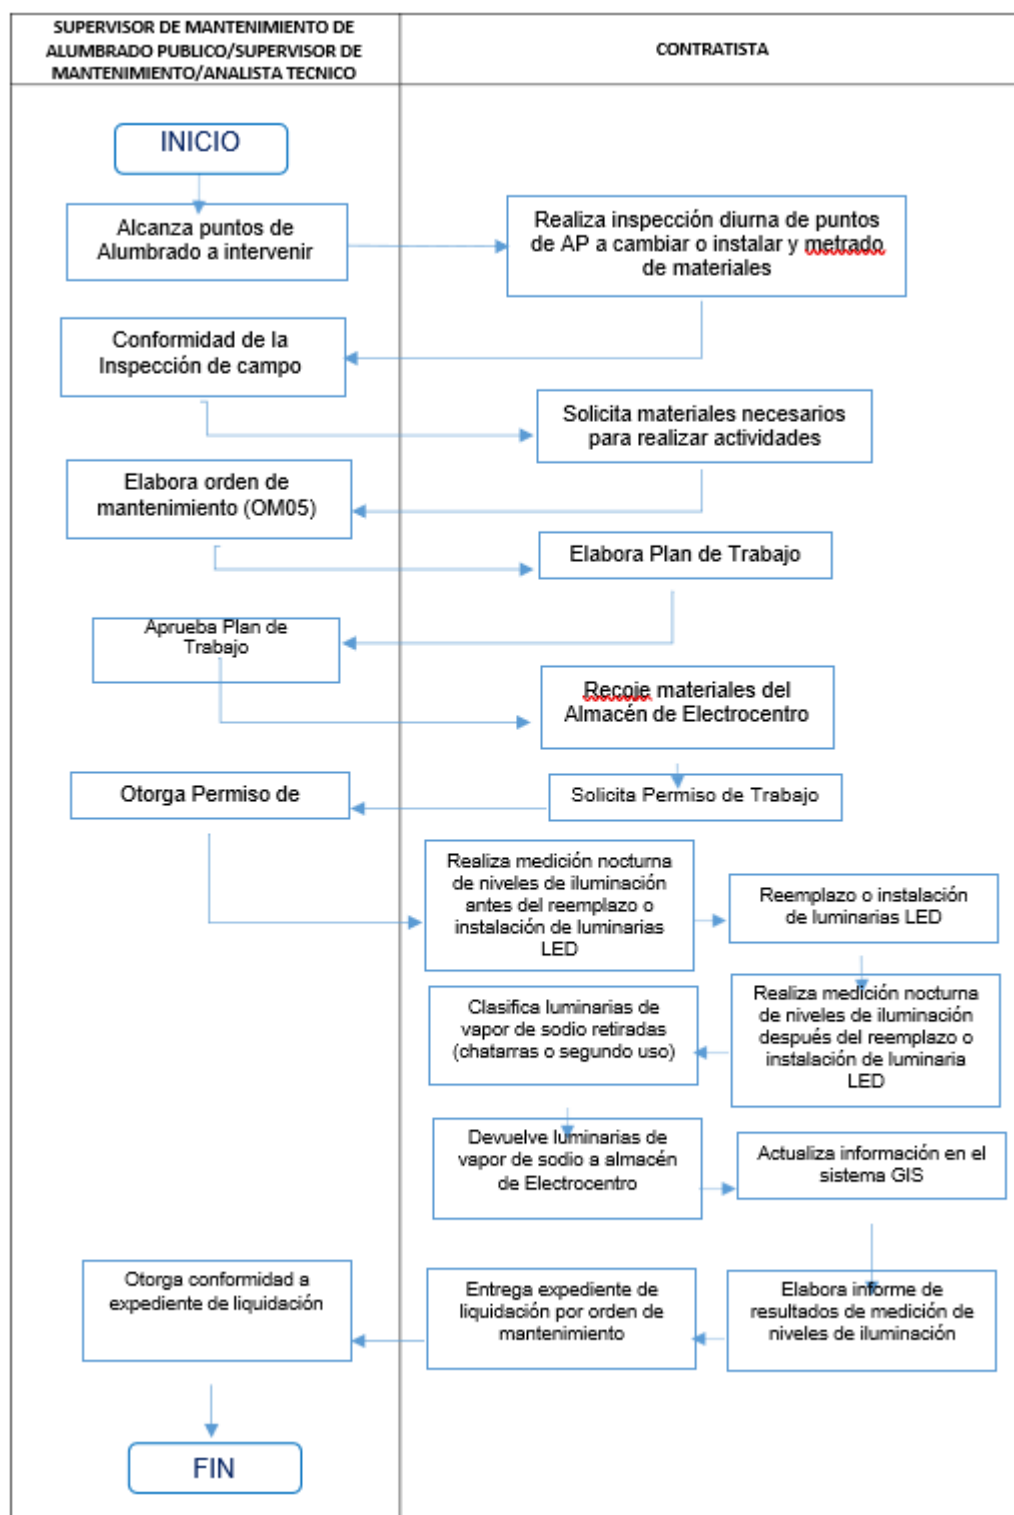 SUPERVISOR DE MANTENIMIENTO DE
ALUMBRADO PUBLICO/SUPERVISOR DE
MANTENIMIENTO/ANALISTA TECNICO
CONTRATISTA
INICIO
Alcanza puntos de
Alumbrado a intervenir
Realiza inspección diurna de puntos
de AP a cambiar o instalar y metrado
de materiales
Conformidad de la
Inspección de campo
Solicita materiales necesarios
para realizar actividades
Elabora orden de
mantenimiento (OM05)
Elabora Plan de Trabajo
Aprueba Plan de
Trabajo
Recoje materiales del
Almacén de Electrocentro
Solicita Permiso de Trabajo
Otorga Permiso de
Realiza medición nocturna
de niveles de iluminación
antes del reemplazo o
instalación de luminarias
LED
Reemplazo o instalación
de luminarias LED
Realiza medición nocturna
de niveles de iluminación
después del reemplazo o
instalación de luminaria
LED
Clasifica luminarias de
vapor de sodio retiradas
(chatarras o segundo uso)
Devuelve luminarias de
vapor de sodio a almacén
de Electrocentro
Actualiza información en el
sistema GIS
Elabora informe de
resultados de medición de
niveles de iluminación
Entrega expediente de
liquidación por orden de
mantenimiento
Otorga conformidad a
expediente de liquidación
FIN